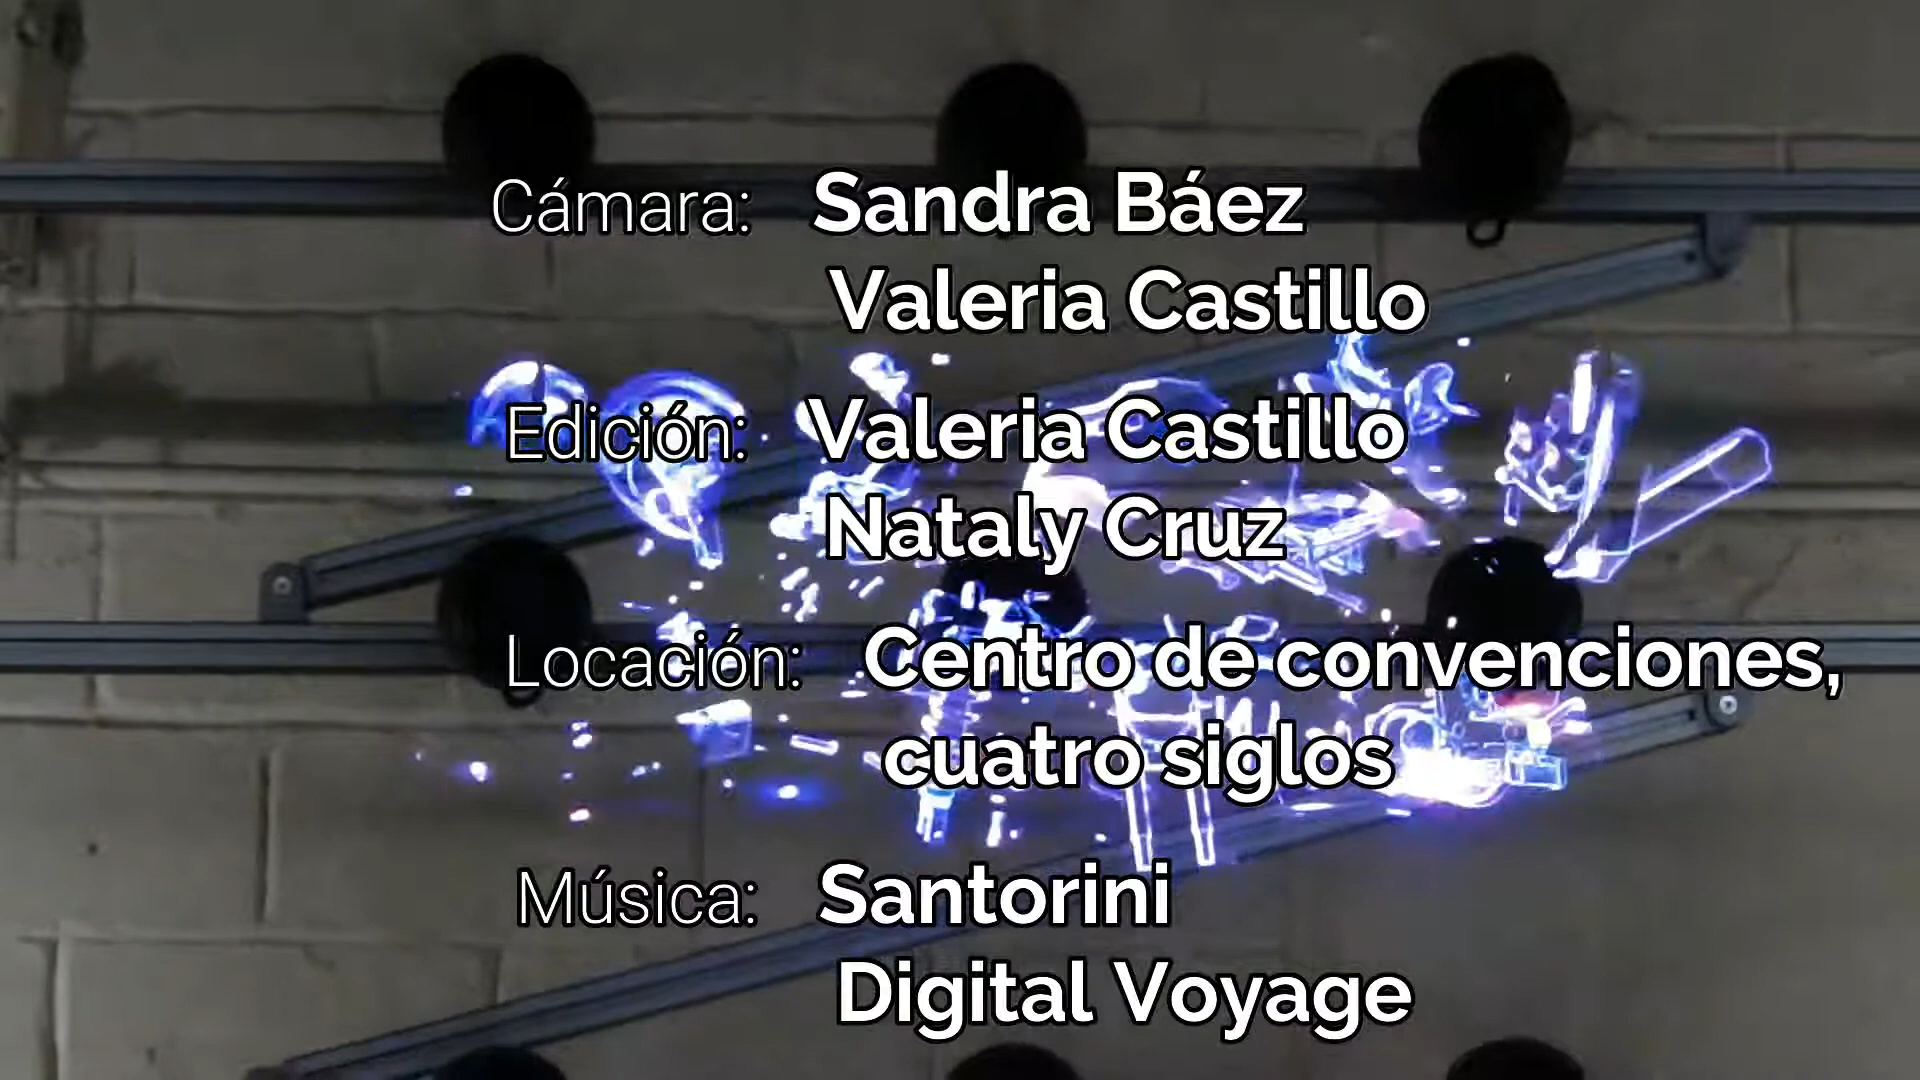 Cámara: Sandra Báez
Valeria Castillo
Edición: Valeria Castillo
Nataly Cruz
Locación: Centro de convenciones,
cuatro siglos
Música: Santorini
Digital Voyage